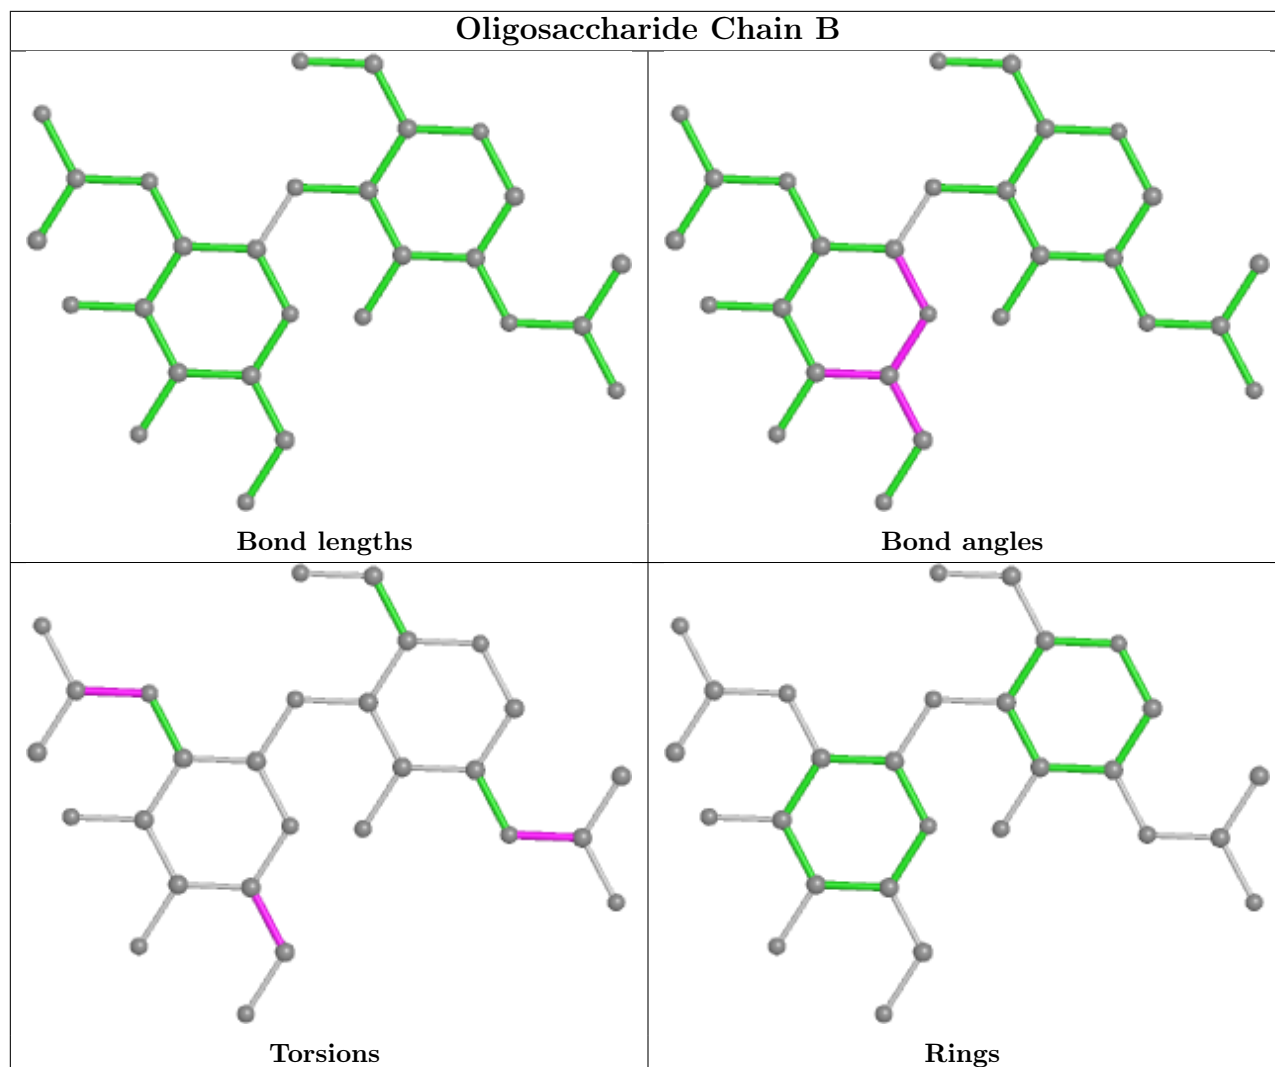 Oligosaccharide Chain B
Bond lengths
Bond angles
Torsions
Rings